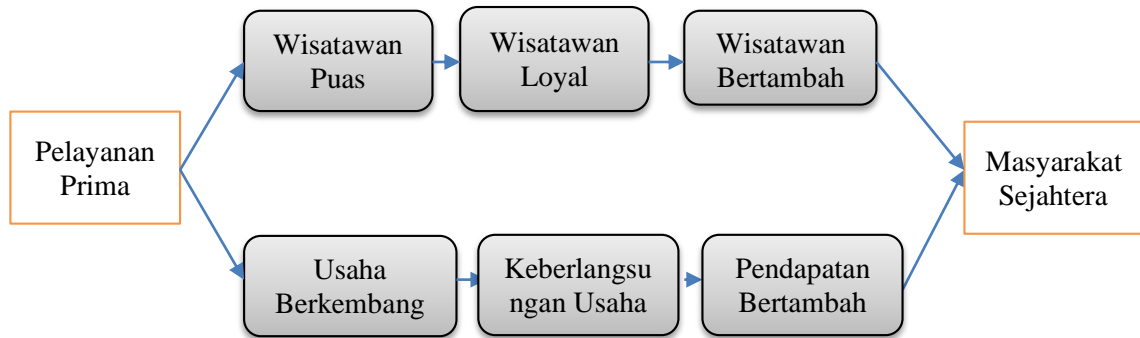 Wisatawan
Puas
Wisatawan
Loyal
Wisatawan
Bertambah
Pelayanan
Prima
Masyarakat
Sejahtera
Usaha
Berkembang
Keberlangsu
ngan Usaha
Pendapatan
Bertambah